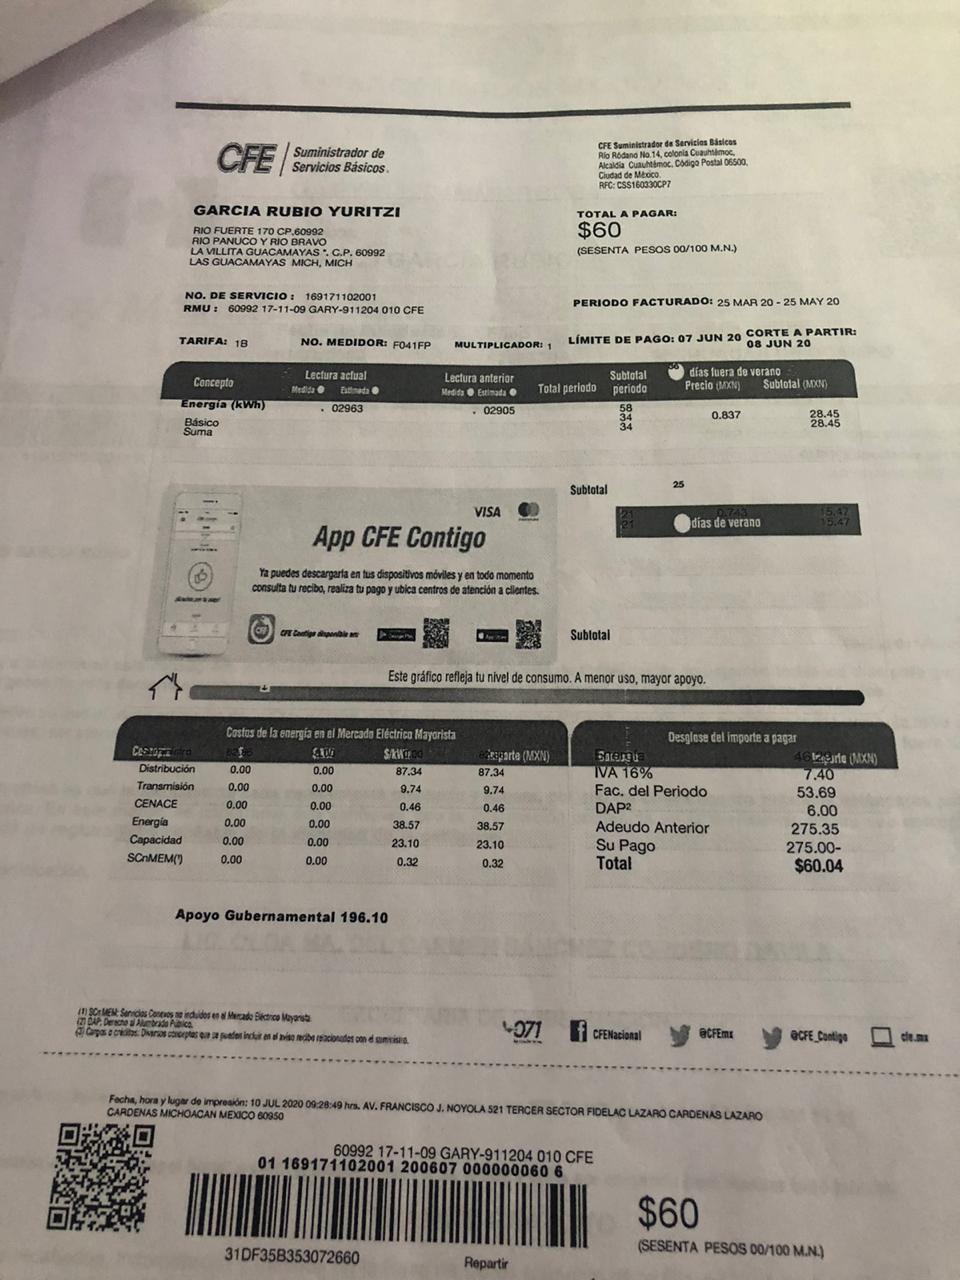 CFE Suministrador de
Servicios Básicos.
CFE Suministrador de Servicios Básicos
Río Ródano No.14, colonia Cuauhtémoc,
Alcaldía Cuauhtémoc, Código Postal 06500,
Ciudad de México.
RFC: CSS160330CP7
GARCIA RUBIO YURITZI
RIO FUERTE 170 CP,60992
RIO PANUCO Y RIO BRAVO
LA VILLITA GUACAMAYAS *. C.P. 60992
LAS GUACAMAYAS MICH, MICH
TOTAL A PAGAR:
$60
(SESENTA PESOS 00/100 M.N.)
NO. DE SERVICIO : 169171102001
RMU : 60992 17-11-09 GARY-911204 010 CFE
PERIODO FACTURADO: 25 MAR 20 - 25 MAY 20
TARIFA: 1B NO. MEDIDOR: F041FP MULTIPLICADOR: 1
LÍMITE DE PAGO: 07 JUN 20 CORTE A PARTIR:
08 JUN 20
Concepto Lectura actual Lectura anterior Total periodo Subtotal periodo días fuera de verano
Medida Estimada Medida Estimada Precio (MXN) Subtotal (MXN)
Energía (kWh) . 02963 . 02905 58
Básico 34 0.837 28.45
Suma 34 28.45
Subtotal 25
21 0.743 15.47
21 días de verano 15.47
VISA
App CFE Contigo
Ya puedes descargarla en tus dispositivos móviles y en todo momento
consulta tu recibo, realiza tu pago y ubica centros de atención a clientes.
CFE Contigo disponible en:
Subtotal
Este gráfico refleja tu nivel de consumo. A menor uso, mayor apoyo.
Costos de la energía en el Mercado Eléctrico Mayorista
Importe (MXN)
Distribución 0.00 0.00 87.34 87.34
Transmisión 0.00 0.00 9.74 9.74
CENACE 0.00 0.00 0.46 0.46
Energía 0.00 0.00 38.57 38.57
Capacidad 0.00 0.00 23.10 23.10
SCnMEM(¹) 0.00 0.00 0.32 0.32
Desglose del importe a pagar
Energía Importe (MXN)
IVA 16% 7.40
Fac. del Periodo 53.69
DAP² 6.00
Adeudo Anterior 275.35
Su Pago 275.00-
Total $60.04
Apoyo Gubernamental 196.10
(1) SCnMEM: Servicios Conexos no incluidos en el Mercado Eléctrico Mayorista.
(2) DAP: Derecho al Alumbrado Público.
(3) Cargos o créditos: Diversos conceptos que se pueden incluir en el aviso recibo relacionados con el suministro.
071 CFENacional @CFEmx @CFE_Contigo cfe.mx
Fecha, hora y lugar de impresión: 10 JUL 2020 09:28:49 hrs. AV. FRANCISCO J. NOYOLA 521 TERCER SECTOR FIDELAC LAZARO CARDENAS LAZARO
CARDENAS MICHOACAN MEXICO 60950
60992 17-11-09 GARY-911204 010 CFE
01 169171102001 200607 000000060 6
31DF35B353072660
Repartir
$60
(SESENTA PESOS 00/100 M.N.)